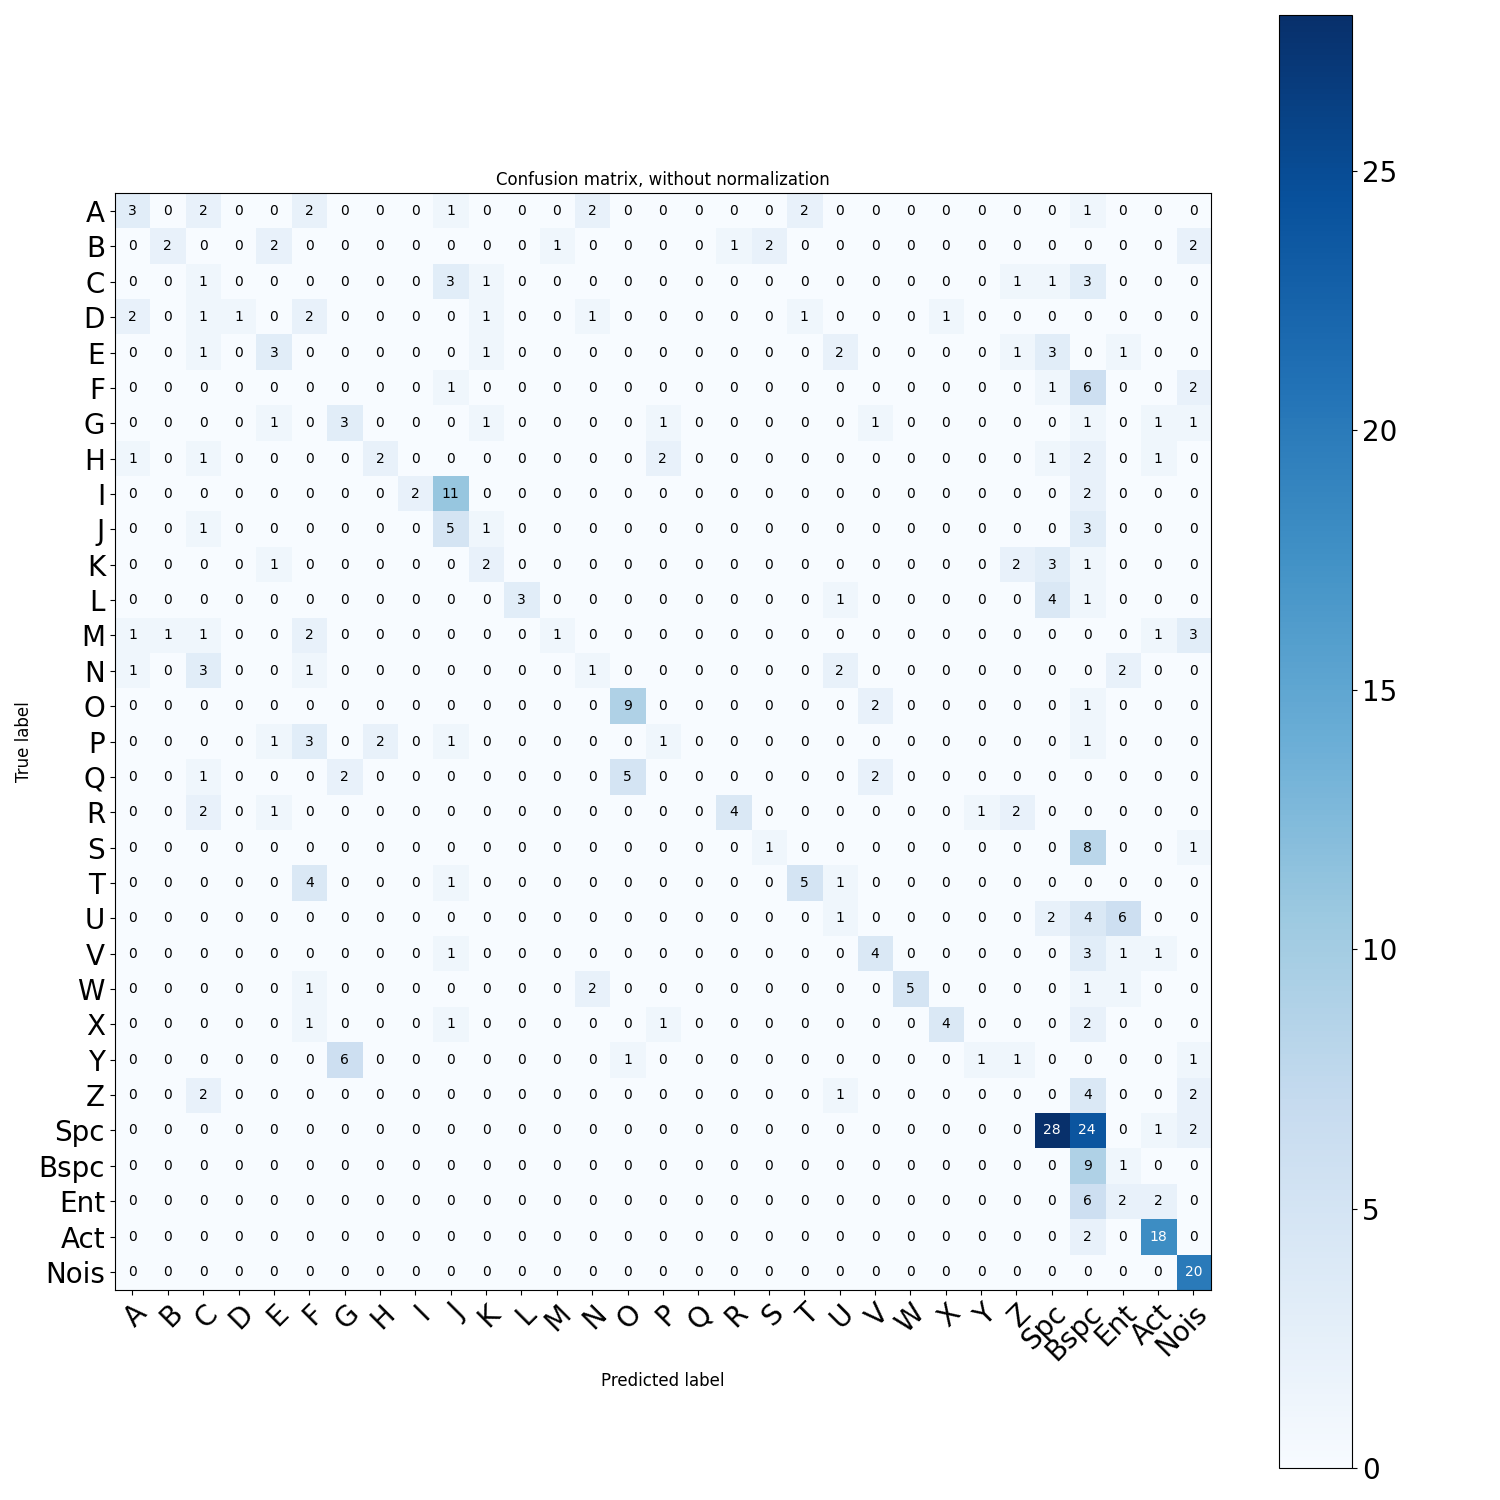 Confusion matrix, without normalization
A 3 0 2 0 0 2 0 0 0 1 0 0 0 2 0 0 0 0 0 2 0 0 0 0 0 0 0 1 0 0 0
B 0 2 0 0 2 0 0 0 0 0 0 0 1 0 0 0 0 1 2 0 0 0 0 0 0 0 0 0 0 0 2
C 0 0 1 0 0 0 0 0 0 3 1 0 0 0 0 0 0 0 0 0 0 0 0 0 0 1 1 3 0 0 0
D 2 0 1 1 0 2 0 0 0 0 1 0 0 1 0 0 0 0 0 1 0 0 0 1 0 0 0 0 0 0 0
E 0 0 1 0 3 0 0 0 0 0 1 0 0 0 0 0 0 0 0 0 2 0 0 0 0 1 3 0 1 0 0
F 0 0 0 0 0 0 0 0 0 1 0 0 0 0 0 0 0 0 0 0 0 0 0 0 0 0 1 6 0 0 2
G 0 0 0 0 1 0 3 0 0 0 1 0 0 0 0 1 0 0 0 0 0 1 0 0 0 0 0 1 0 1 1
H 1 0 1 0 0 0 0 2 0 0 0 0 0 0 0 2 0 0 0 0 0 0 0 0 0 0 1 2 0 1 0
I 0 0 0 0 0 0 0 0 2 11 0 0 0 0 0 0 0 0 0 0 0 0 0 0 0 0 0 2 0 0 0
J 0 0 1 0 0 0 0 0 0 5 1 0 0 0 0 0 0 0 0 0 0 0 0 0 0 0 0 3 0 0 0
K 0 0 0 0 1 0 0 0 0 0 2 0 0 0 0 0 0 0 0 0 0 0 0 0 0 2 3 1 0 0 0
L 0 0 0 0 0 0 0 0 0 0 0 3 0 0 0 0 0 0 0 0 1 0 0 0 0 0 4 1 0 0 0
M 1 1 1 0 0 2 0 0 0 0 0 0 1 0 0 0 0 0 0 0 0 0 0 0 0 0 0 0 0 1 3
N 1 0 3 0 0 1 0 0 0 0 0 0 0 1 0 0 0 0 0 0 2 0 0 0 0 0 0 0 2 0 0
O 0 0 0 0 0 0 0 0 0 0 0 0 0 0 9 0 0 0 0 0 0 2 0 0 0 0 0 1 0 0 0
P 0 0 0 0 1 3 0 2 0 1 0 0 0 0 0 1 0 0 0 0 0 0 0 0 0 0 0 1 0 0 0
Q 0 0 1 0 0 0 2 0 0 0 0 0 0 0 5 0 0 0 0 0 0 2 0 0 0 0 0 0 0 0 0
R 0 0 2 0 1 0 0 0 0 0 0 0 0 0 0 0 0 4 0 0 0 0 0 0 1 2 0 0 0 0 0
S 0 0 0 0 0 0 0 0 0 0 0 0 0 0 0 0 0 0 1 0 0 0 0 0 0 0 0 8 0 0 1
T 0 0 0 0 0 4 0 0 0 1 0 0 0 0 0 0 0 0 0 5 1 0 0 0 0 0 0 0 0 0 0
U 0 0 0 0 0 0 0 0 0 0 0 0 0 0 0 0 0 0 0 0 1 0 0 0 0 0 2 4 6 0 0
V 0 0 0 0 0 0 0 0 0 1 0 0 0 0 0 0 0 0 0 0 0 4 0 0 0 0 0 3 1 1 0
W 0 0 0 0 0 1 0 0 0 0 0 0 0 2 0 0 0 0 0 0 0 0 5 0 0 0 0 1 1 0 0
X 0 0 0 0 0 1 0 0 0 1 0 0 0 0 0 1 0 0 0 0 0 0 0 4 0 0 0 2 0 0 0
Y 0 0 0 0 0 0 6 0 0 0 0 0 0 0 1 0 0 0 0 0 0 0 0 0 1 1 0 0 0 0 1
Z 0 0 2 0 0 0 0 0 0 0 0 0 0 0 0 0 0 0 0 0 1 0 0 0 0 0 0 4 0 0 2
Spc 0 0 0 0 0 0 0 0 0 0 0 0 0 0 0 0 0 0 0 0 0 0 0 0 0 0 28 24 0 1 2
Bspc 0 0 0 0 0 0 0 0 0 0 0 0 0 0 0 0 0 0 0 0 0 0 0 0 0 0 0 9 1 0 0
Ent 0 0 0 0 0 0 0 0 0 0 0 0 0 0 0 0 0 0 0 0 0 0 0 0 0 0 0 6 2 2 0
Act 0 0 0 0 0 0 0 0 0 0 0 0 0 0 0 0 0 0 0 0 0 0 0 0 0 0 0 2 0 18 0
Nois 0 0 0 0 0 0 0 0 0 0 0 0 0 0 0 0 0 0 0 0 0 0 0 0 0 0 0 0 0 0 20
A B C D E F G H I J K L M N O P Q R S T U V W X Y Z Spc Bspc Ent Act Nois
Predicted label
True label
25
20
15
10
5
0